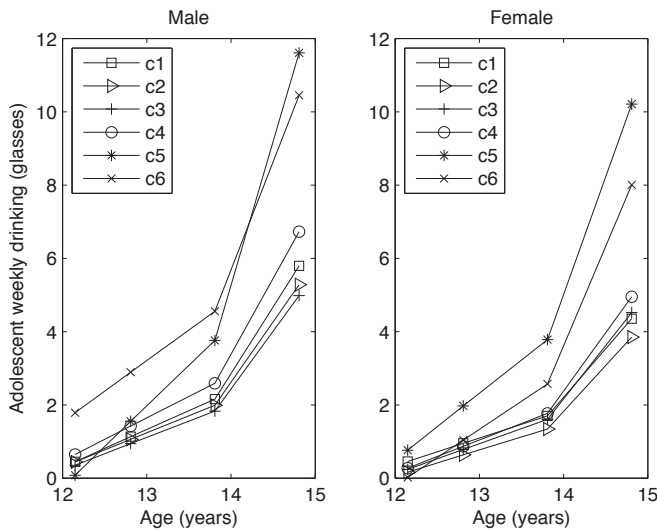 Male
Female
Adolescent weekly drinking (glasses)
12
10
8
6
4
2
0
c1
c2
c3
c4
c5
c6
12
13
14
15
Age (years)
12
10
8
6
4
2
0
c1
c2
c3
c4
c5
c6
12
13
14
15
Age (years)